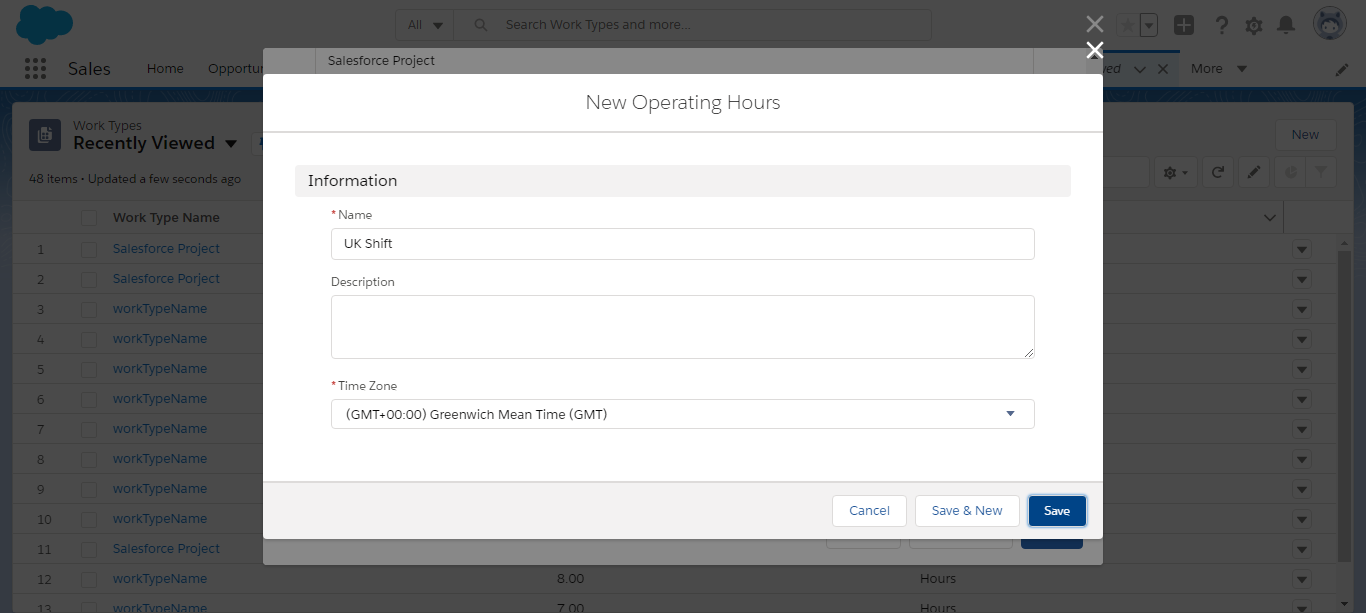 All
Search Work Types and more...
Salesforce Project
Sales
Home
More
New Operating Hours
Work Types
Recently Viewed
New
48 items • Updated a few seconds ago
Information
Work Type Name
*Name
UK Shift
1 Salesforce Project
2 Salesforce Porject
Description
3 workTypeName
4 workTypeName
5 workTypeName
*Time Zone
6 workTypeName
(GMT+00:00) Greenwich Mean Time (GMT)
7 workTypeName
8 workTypeName
9 workTypeName
Cancel
Save & New
Save
10 workTypeName
11 Salesforce Project
12 workTypeName 8.00 Hours
13 workTypeName 7.00 Hours